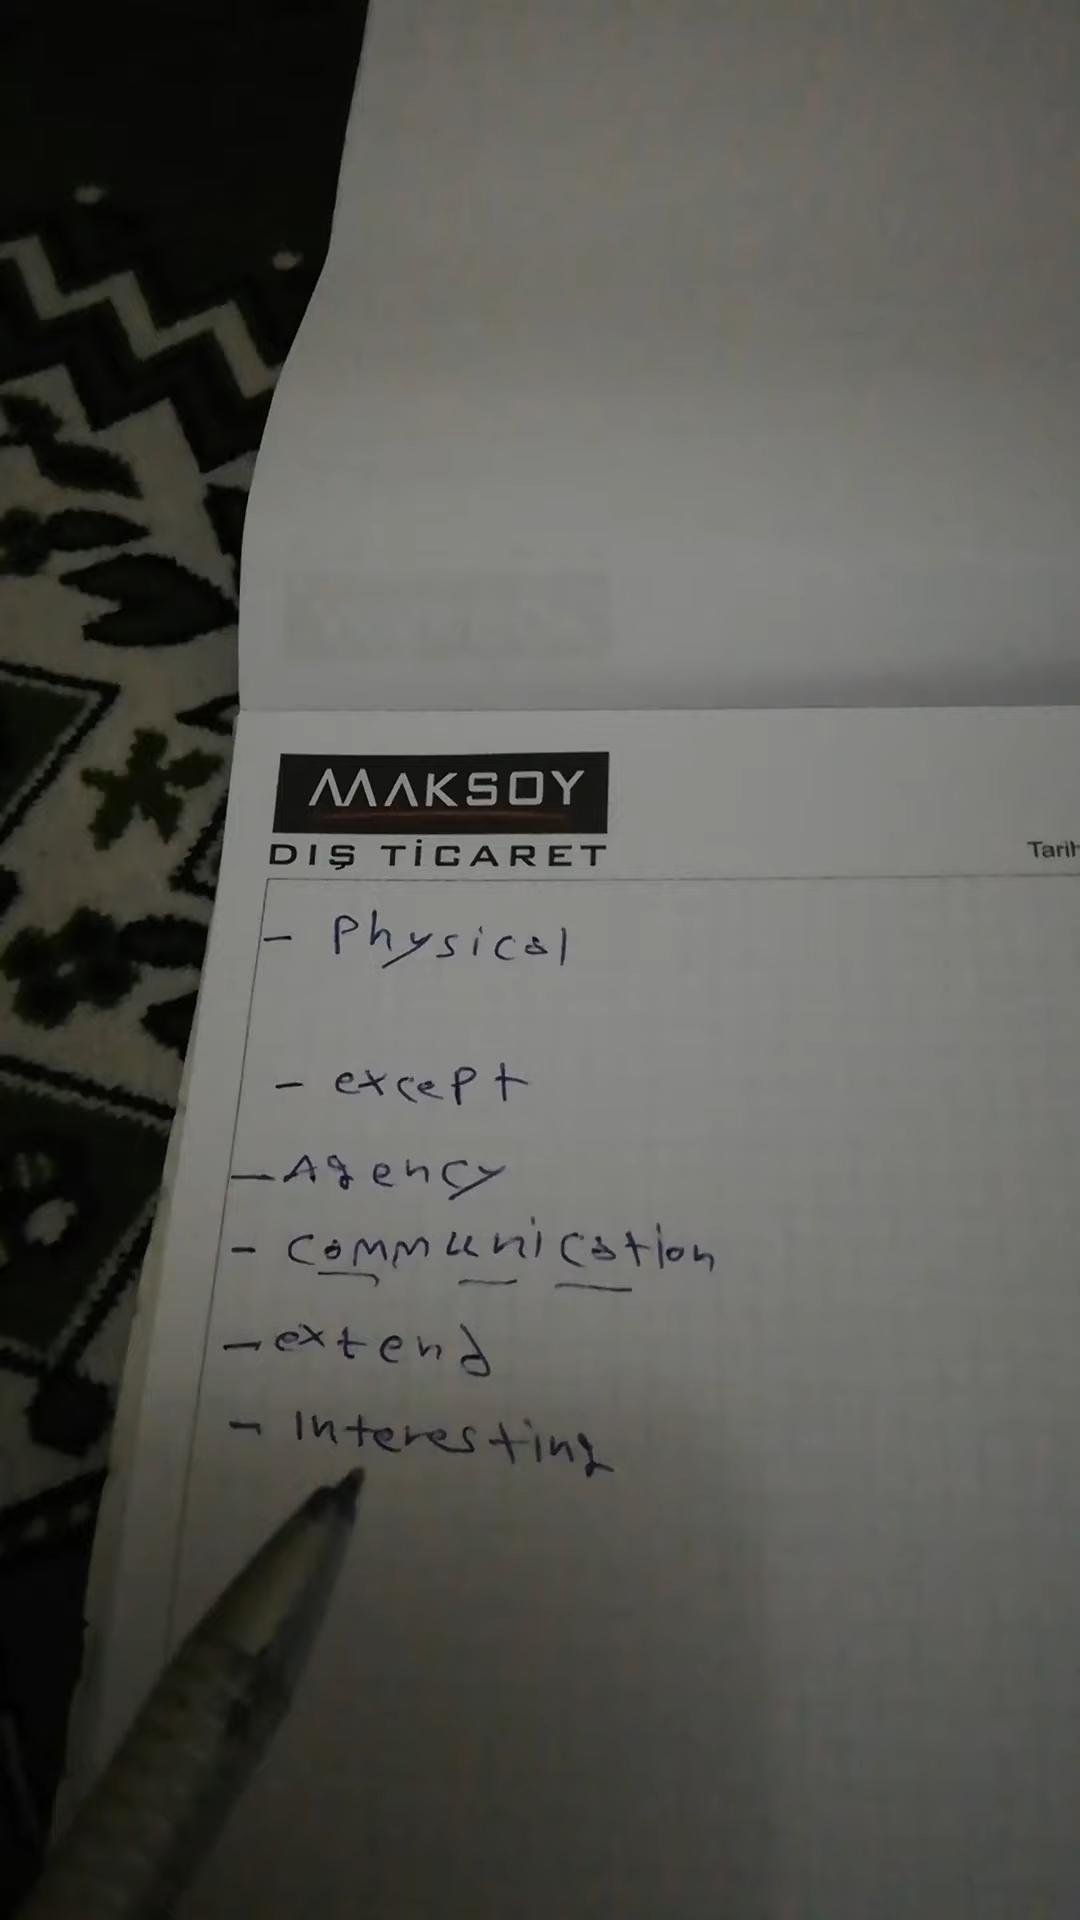 MAKSOY
DIŞ TİCARET
Tarih
- Physical
- except
- Agency
- communication
- extend
- Interesting